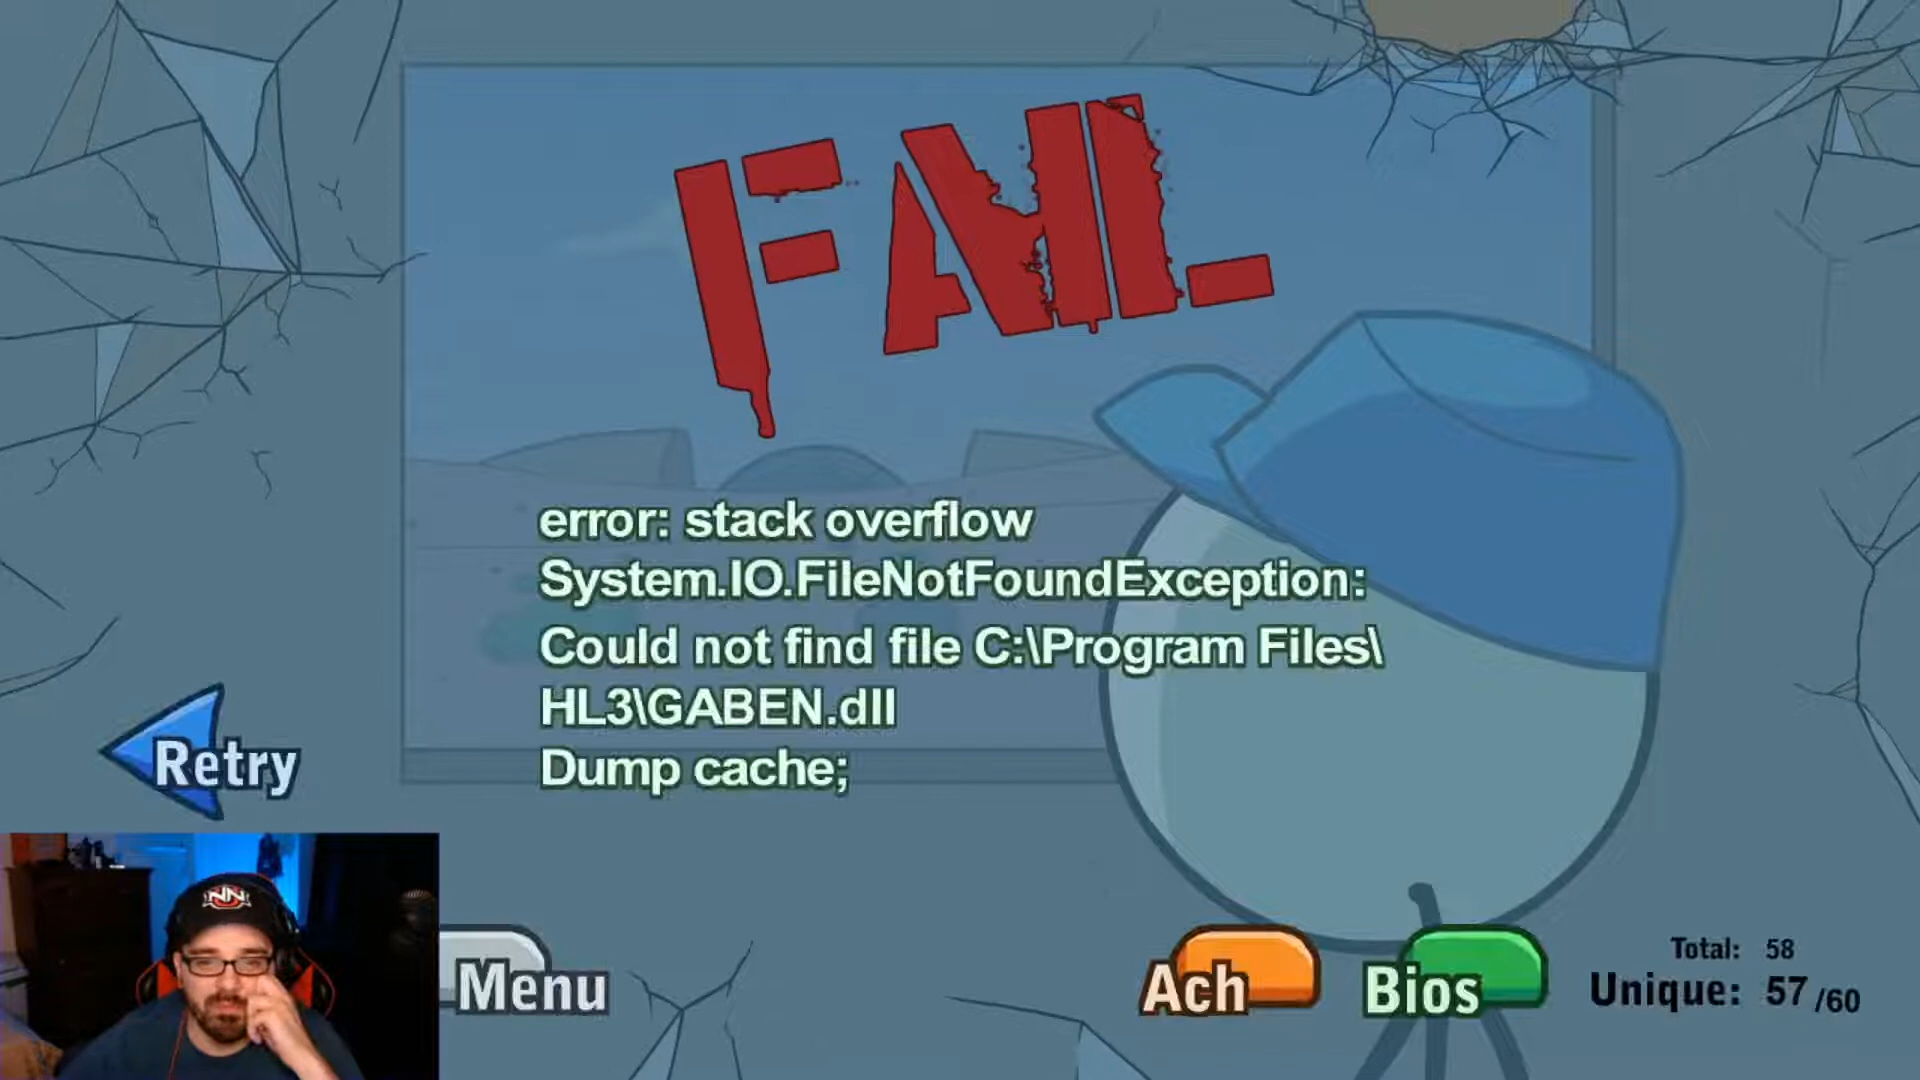 FAIL
error: stack overflow
System.IO.FileNotFoundException:
Could not find file C:\Program Files\
HL3\GABEN.dll
Dump cache;
Retry
NN
Menu
Ach
Bios
Total: 58
Unique: 57/60